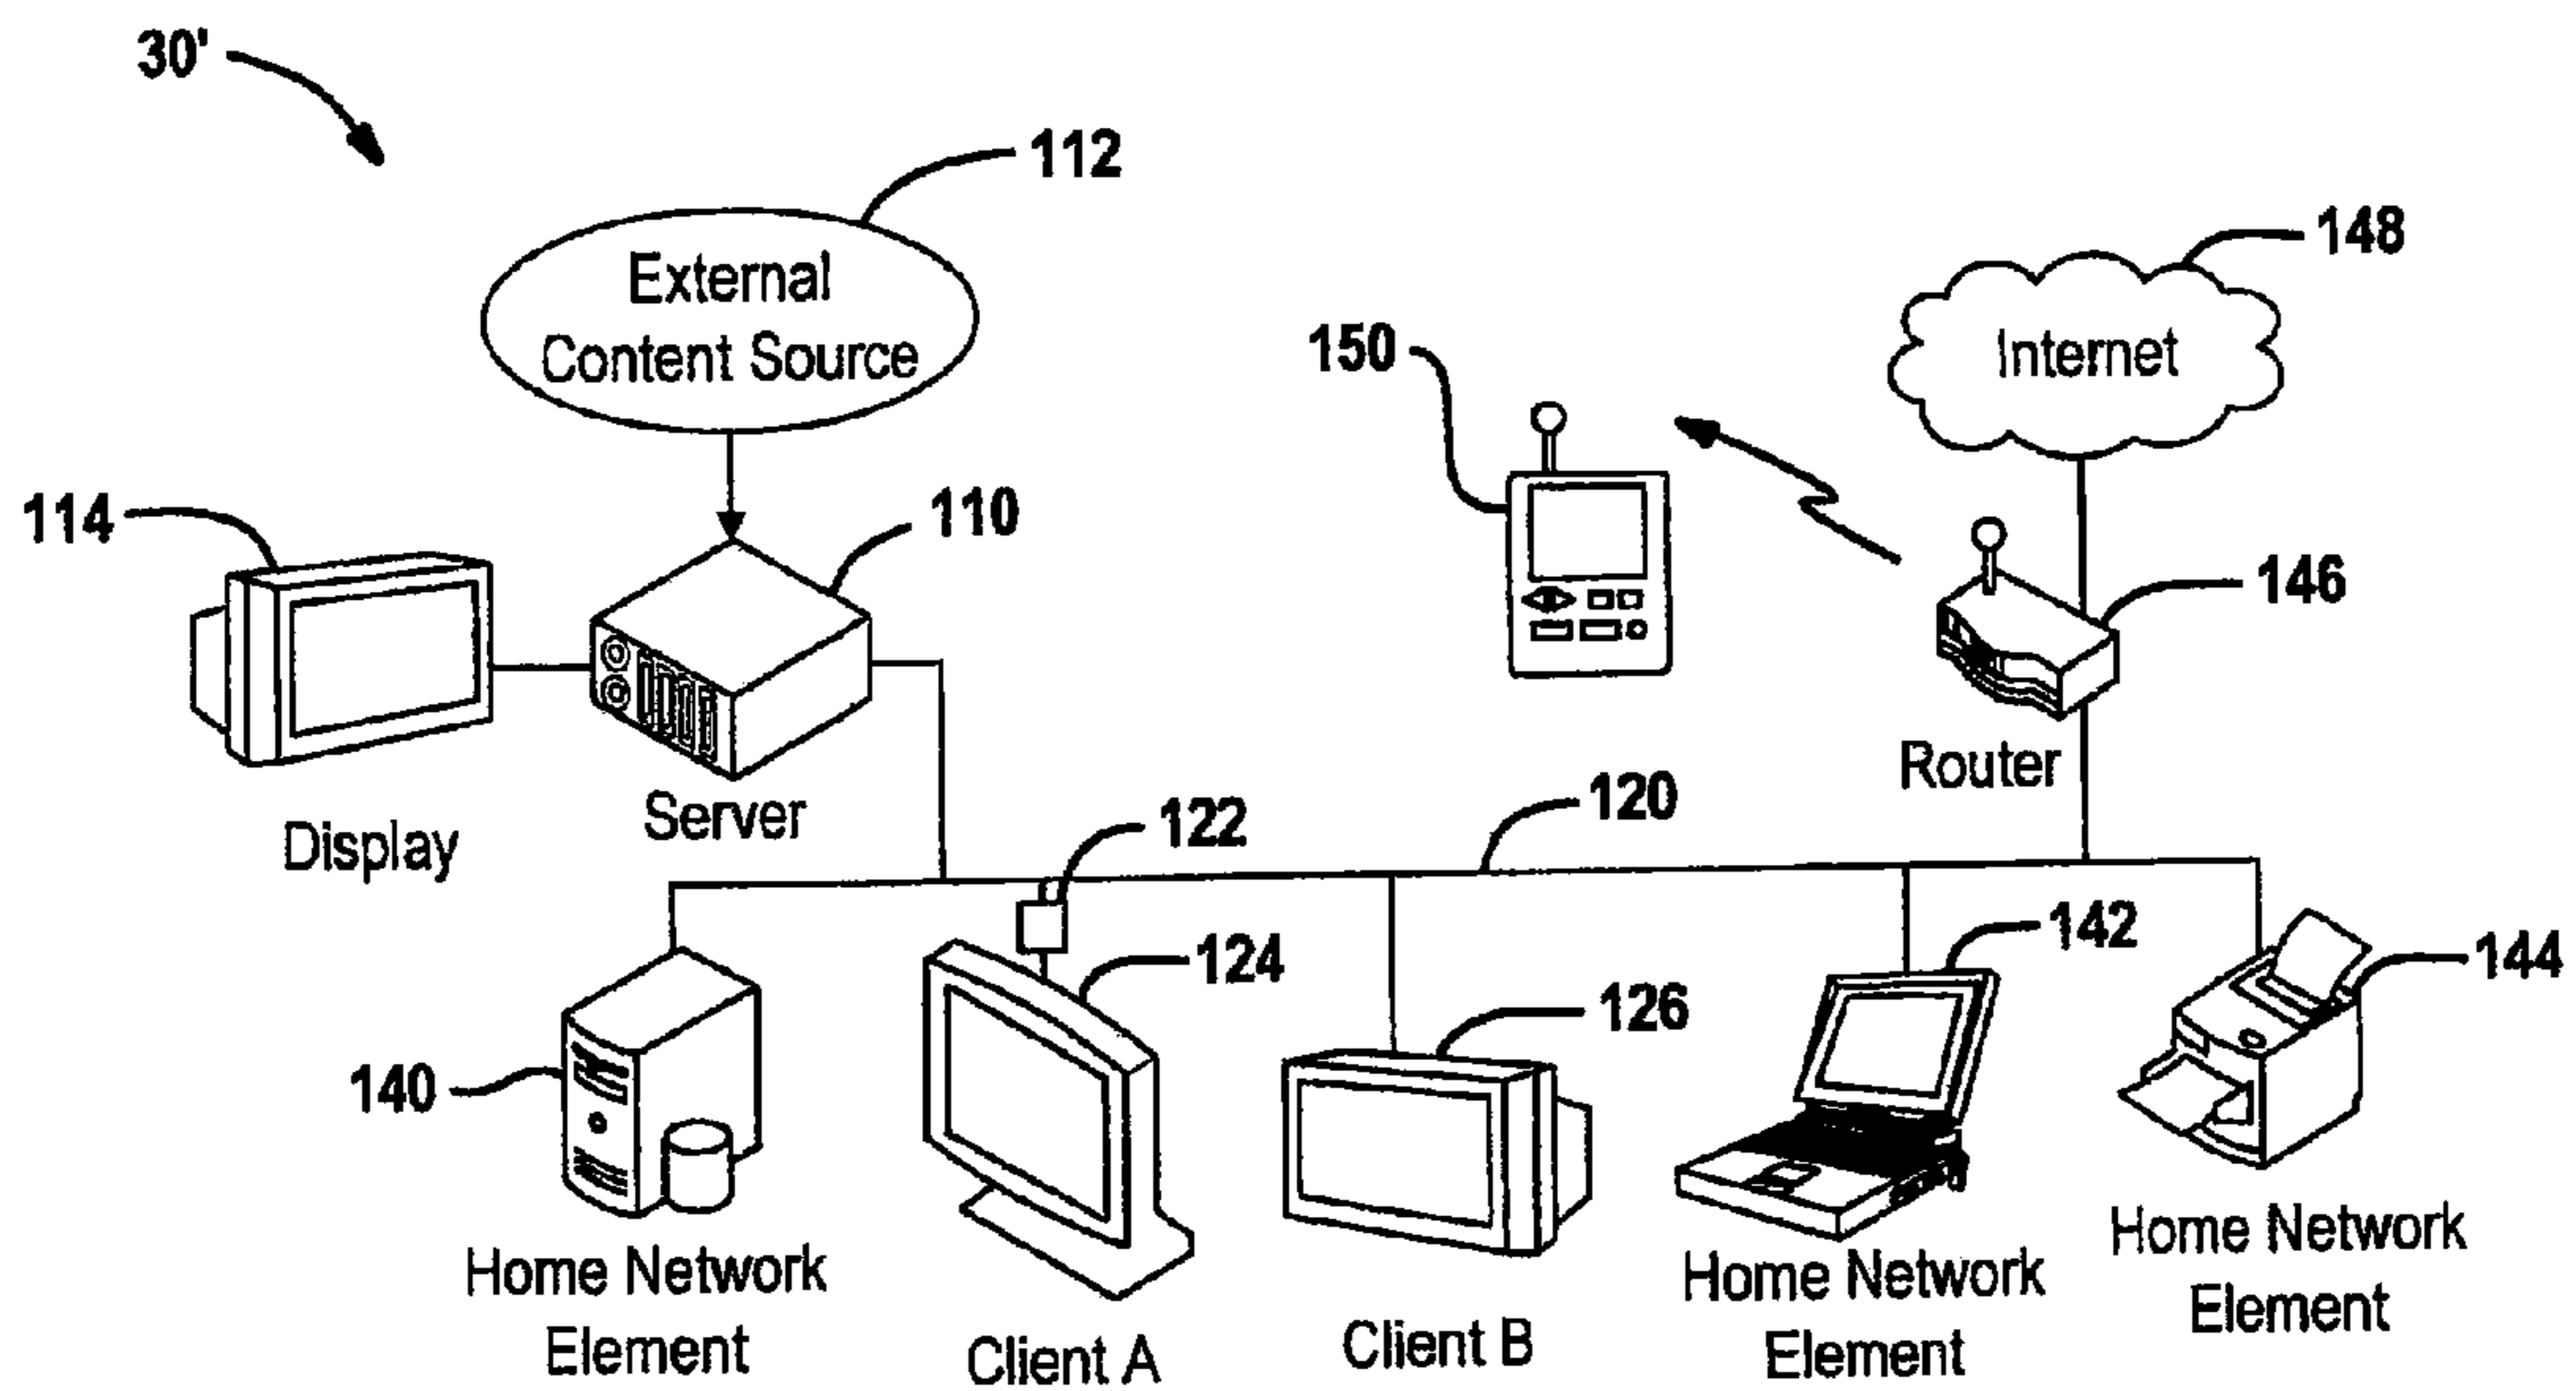 30'
112
External
Content Source
148
Internet
150
114
110
146
Router
Server
Display
122
120
124
142
144
126
140
Home Network
Element
Client A
Client B
Home Network
Element
Home Network
Element